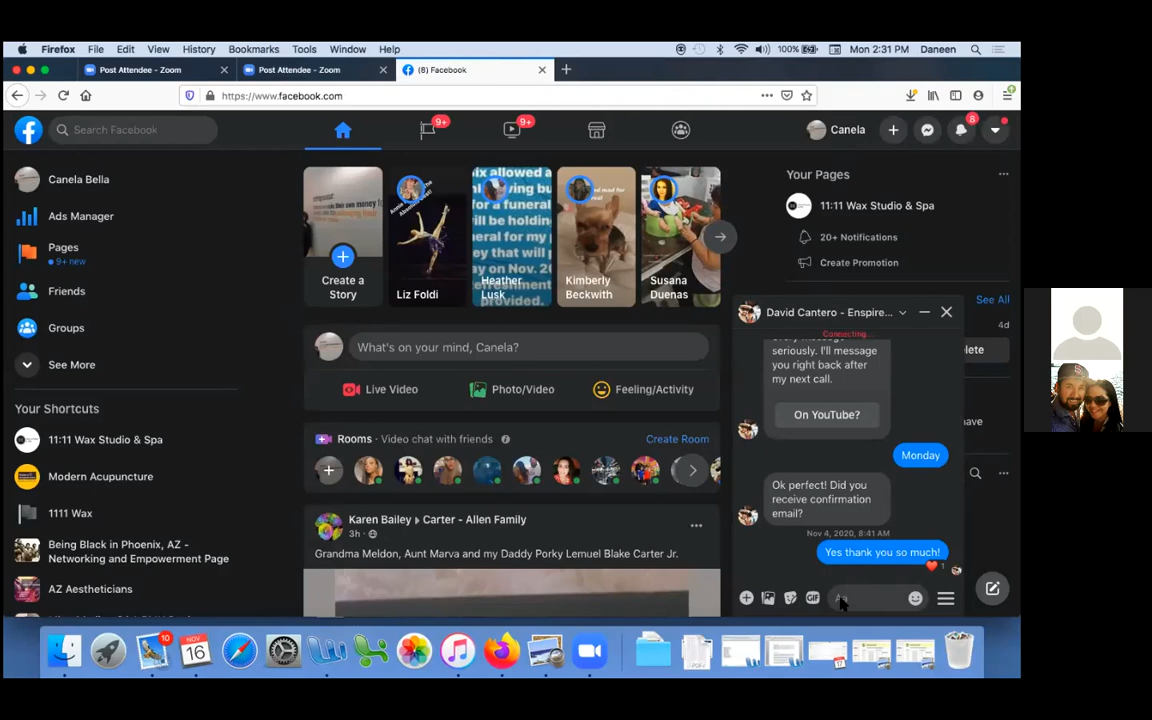 Firefox File Edit View History Bookmarks Tools Window Help 100% Mon 2:31 PM Daneen
Post Attendee - Zoom Post Attendee - Zoom (8) Facebook
https://www.facebook.com
Search Facebook
9+ 9+ Canela 8
Canela Bella
Ads Manager
Pages
9+ new
Friends
Groups
See More
Your Shortcuts
11:11 Wax Studio & Spa
Modern Acupuncture
1111 Wax
Being Black in Phoenix, AZ -
Networking and Empowerment Page
AZ Aestheticians
Create a
Story
Liz Foldi
Heather
Lusk
Kimberly
Beckwith
Susana
Duenas
What's on your mind, Canela?
Live Video Photo/Video Feeling/Activity
Rooms · Video chat with friends Create Room
Karen Bailey Carter - Allen Family
3h
Grandma Meldon, Aunt Marva and my Daddy Porky Lemuel Blake Carter Jr.
Your Pages
11:11 Wax Studio & Spa
20+ Notifications
Create Promotion
See All
4d
lete
ave
David Cantero - Enspire...
Connecting
seriously. I'll message
you right back after
my next call.
On YouTube?
Monday
Ok perfect! Did you
receive confirmation
email?
Nov 4, 2020, 8:41 AM
Yes thank you so much!
1
GIF
10
NOV
16